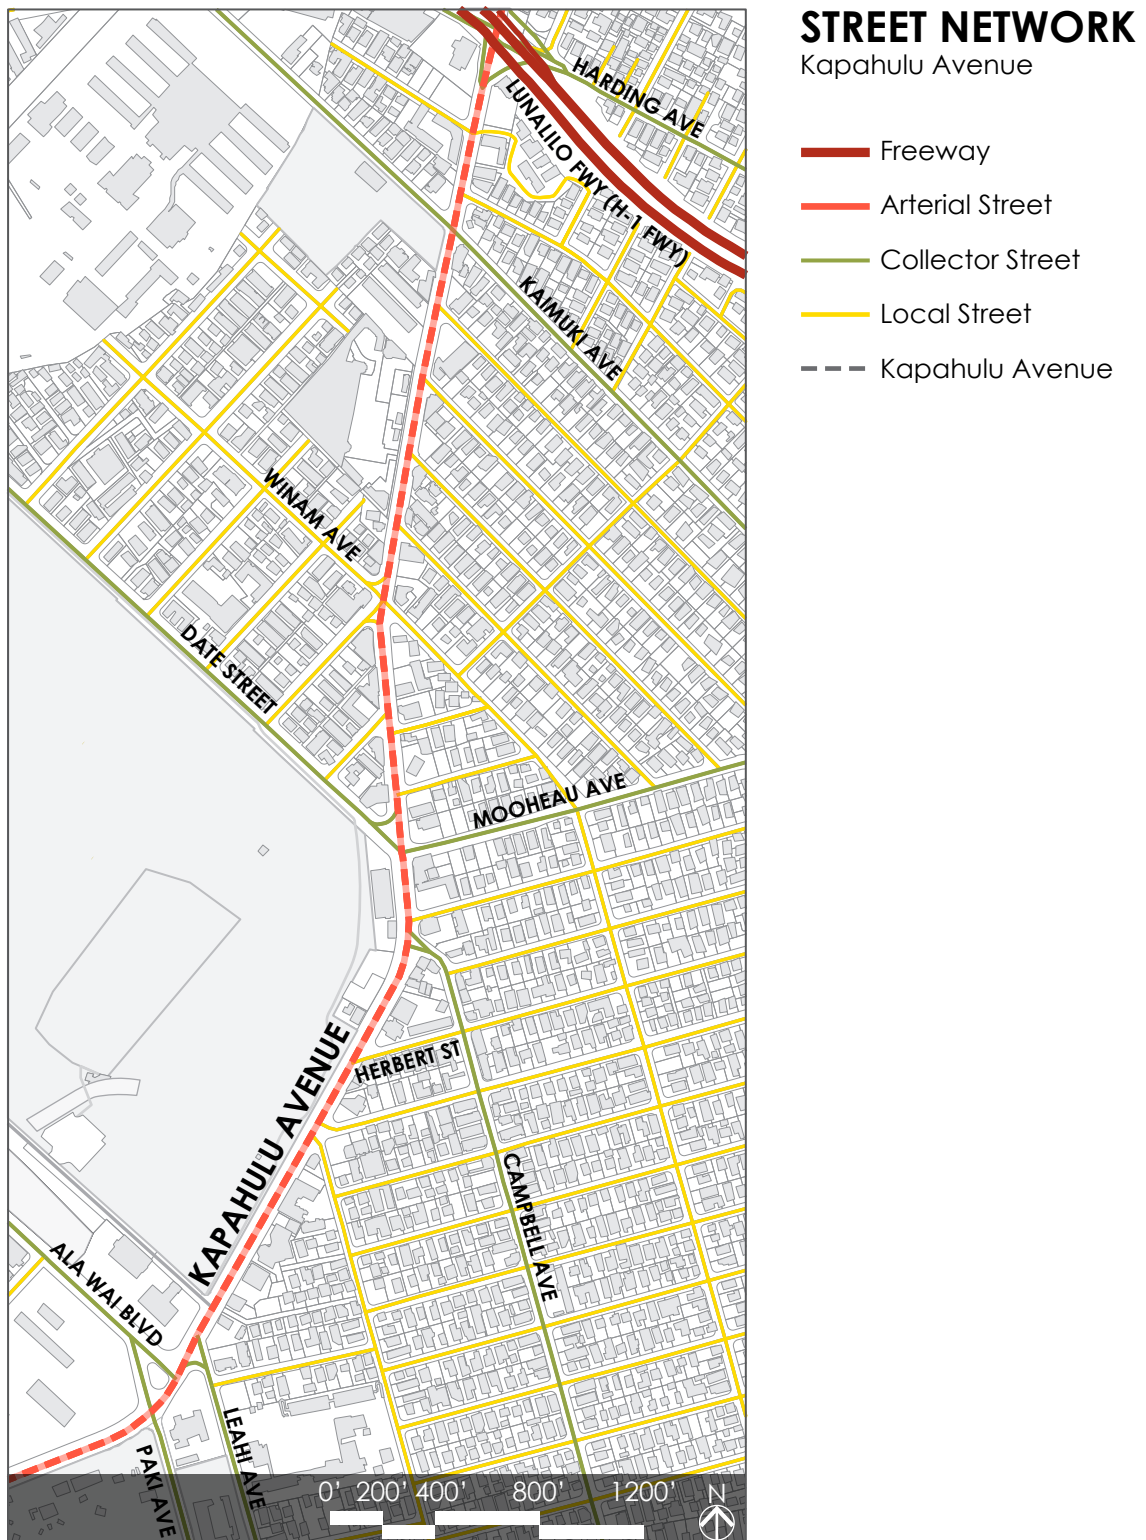 STREET NETWORK
Kapahulu Avenue
Freeway
Arterial Street
Collector Street
Local Street
Kapahulu Avenue
HARDING AVE
LUNALILO FWY (H-1 FWY)
KAIMUKI AVE
WINAM AVE
DATE STREET
MOOHEAU AVE
HERBERT ST
KAPAHULU AVENUE
CAMPBELL AVE
ALA WAI BLVD
LEAHI AVE
PAKI AVE
0' 200' 400' 800' 1200' N